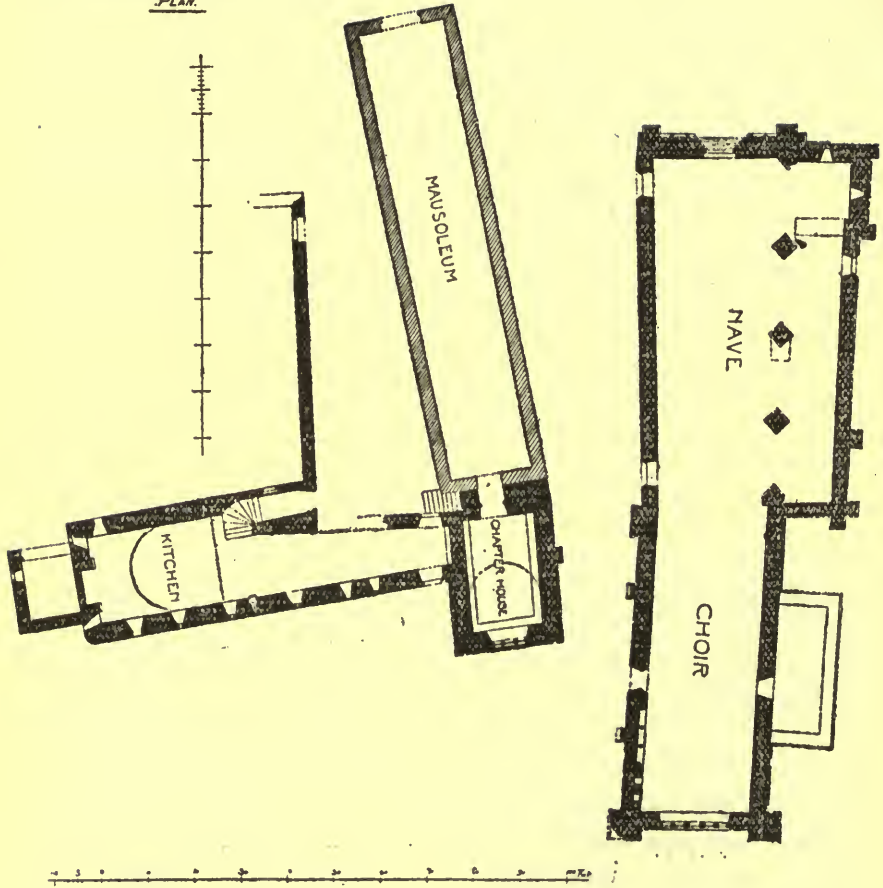 PLAN.
MAUSOLEUM
NAVE
KITCHEN
CHAPTER HOUSE
CHOIR